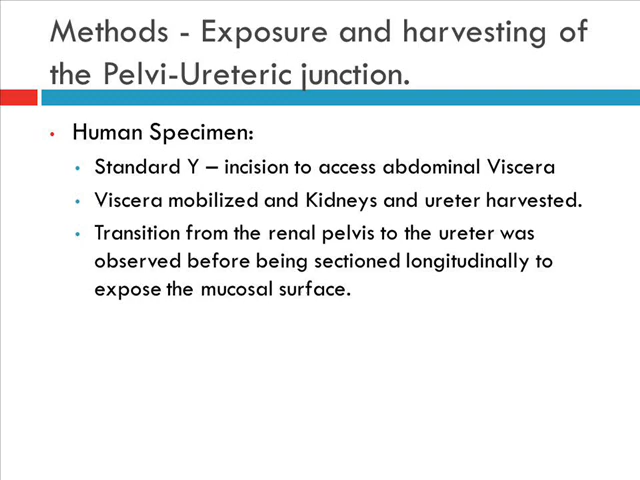 Methods - Exposure and harvesting of
the Pelvi-Ureteric junction.
• Human Specimen:
• Standard Y – incision to access abdominal Viscera
• Viscera mobilized and Kidneys and ureter harvested.
• Transition from the renal pelvis to the ureter was
observed before being sectioned longitudinally to
expose the mucosal surface.